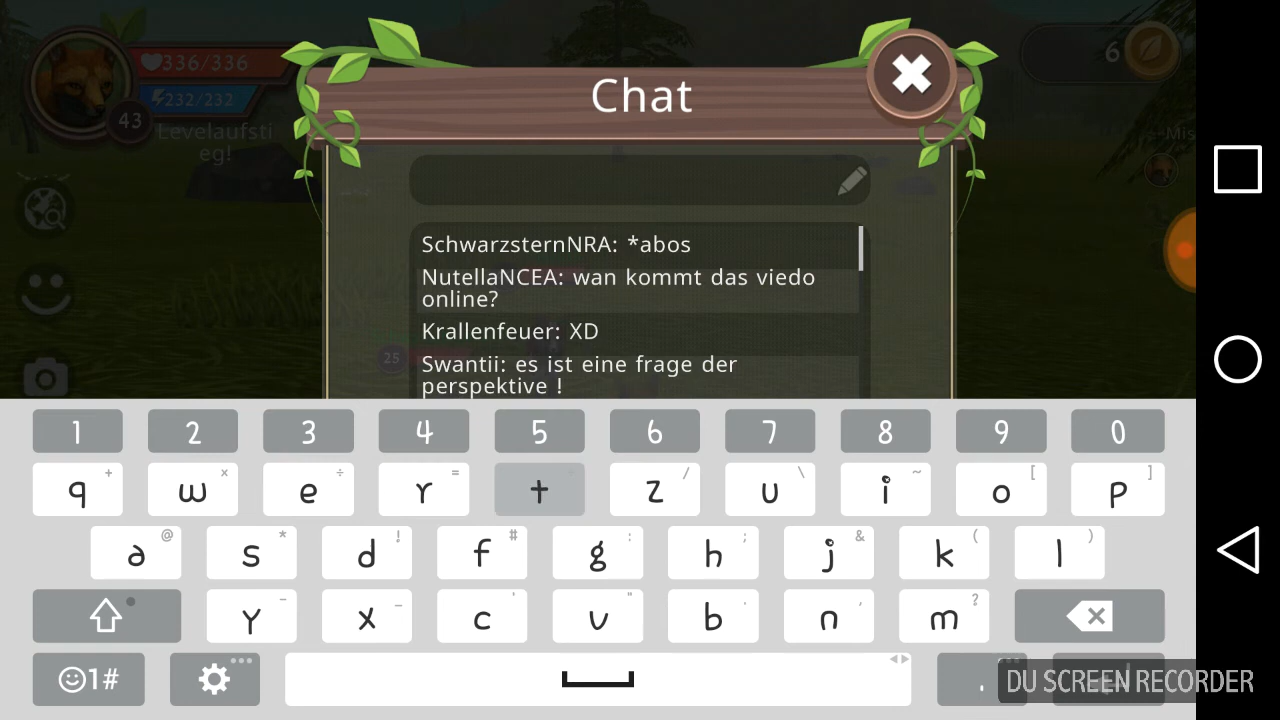 336/336
232/232
43
Levelaufsti
eg!
6
Mis
Chat
SchwarzsternNRA: *abos
NutellaNCEA: wan kommt das viedo
online?
Krallenfeuer: XD
25
Swantii: es ist eine frage der
perspektive !
1 2 3 4 5 6 7 8 9 0
q + w × e ÷ r = t z / u \ i ~ o [ p ]
a @ s * d ! f # g : h ; j & k ( l )
y - x _ c ' v " b . n , m ?
1# .
DU SCREEN RECORDER